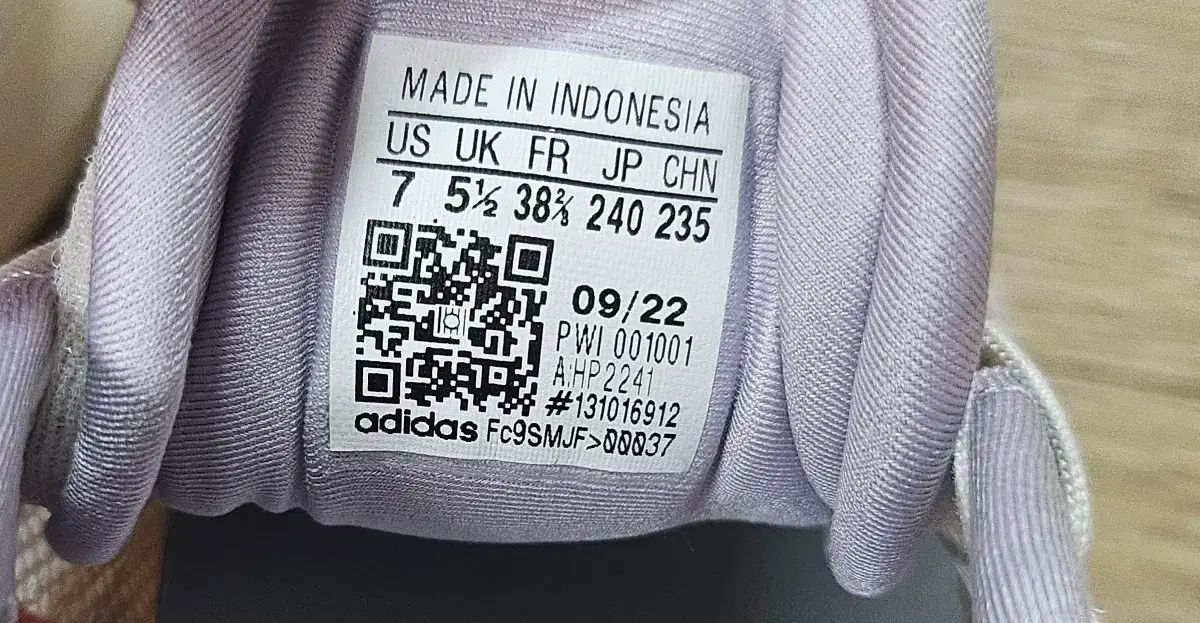 MADE IN INDONESIA
US UK FR JP CHN
7 5½ 38⅔ 240 235
09/22
PWI 001001
A:HP2241
#131016912
adidas Fc9SMJF>00037